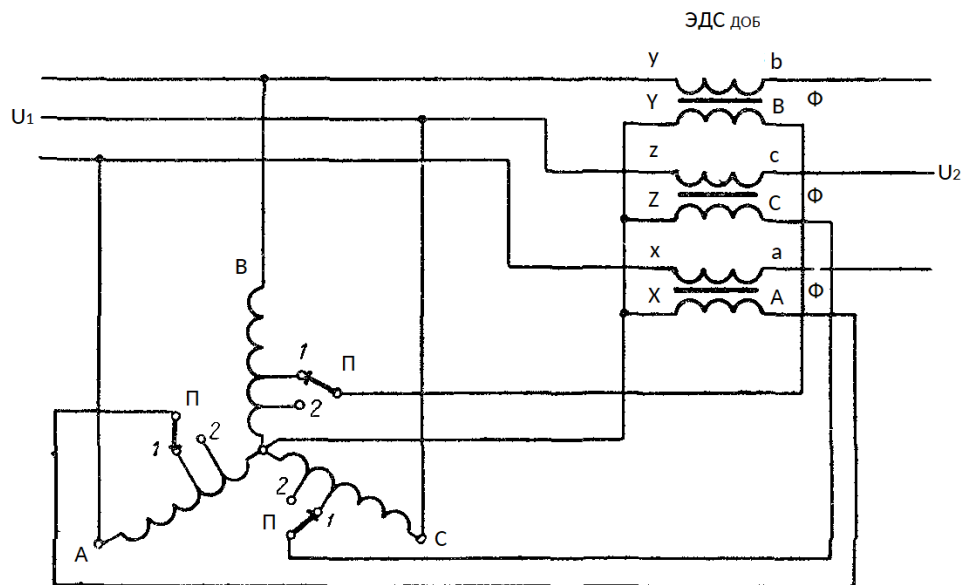 ЭДС ДОБ
y b
Y B Ф
U1
z c
U2
Z C Ф
x a
X A Ф
B
1 П
2
П
1 2
2
П 1
A
C